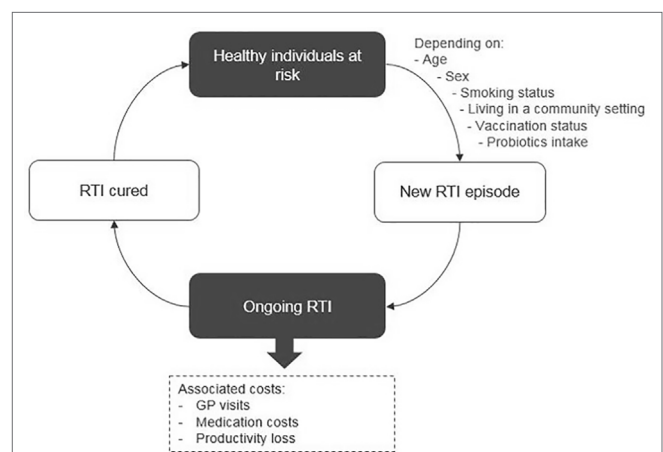 Healthy individuals at
risk
Depending on:
- Age
- Sex
- Smoking status
- Living in a community setting
- Vaccination status
- Probiotics intake
RTI cured
New RTI episode
Ongoing RTI
Associated costs:
- GP visits
- Medication costs
- Productivity loss